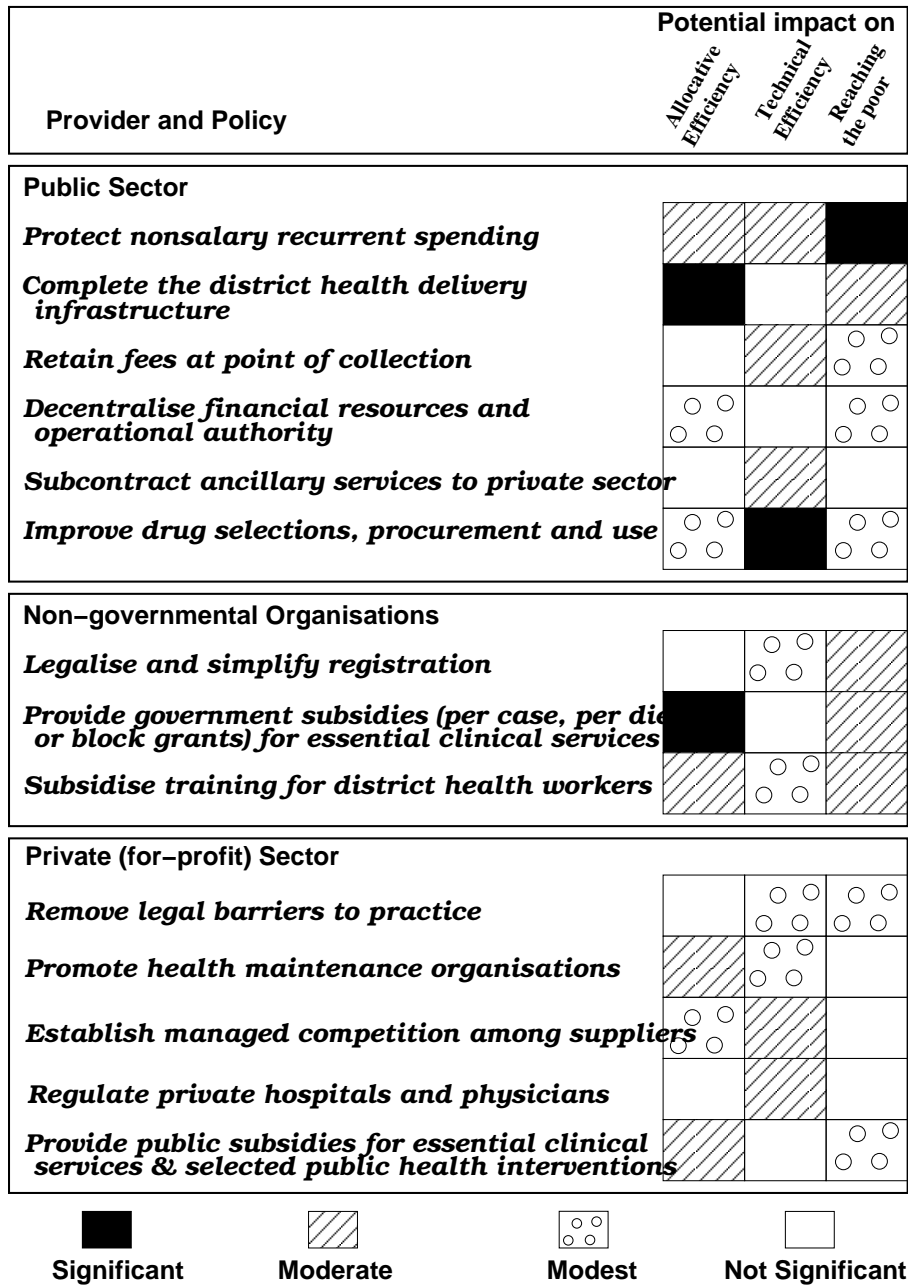 Potential impact on
Allocative
Efficiency
Technical
Efficiency
Reaching
the poor
Provider and Policy
Public Sector
Protect nonsalary recurrent spending
Complete the district health delivery
infrastructure
Retain fees at point of collection
Decentralise financial resources and
operational authority
Subcontract ancillary services to private sector
Improve drug selections, procurement and use
Non–governmental Organisations
Legalise and simplify registration
Provide government subsidies (per case, per die
or block grants) for essential clinical services
Subsidise training for district health workers
Private (for–profit) Sector
Remove legal barriers to practice
Promote health maintenance organisations
Establish managed competition among suppliers
Regulate private hospitals and physicians
Provide public subsidies for essential clinical
services & selected public health interventions
Significant Moderate Modest Not Significant